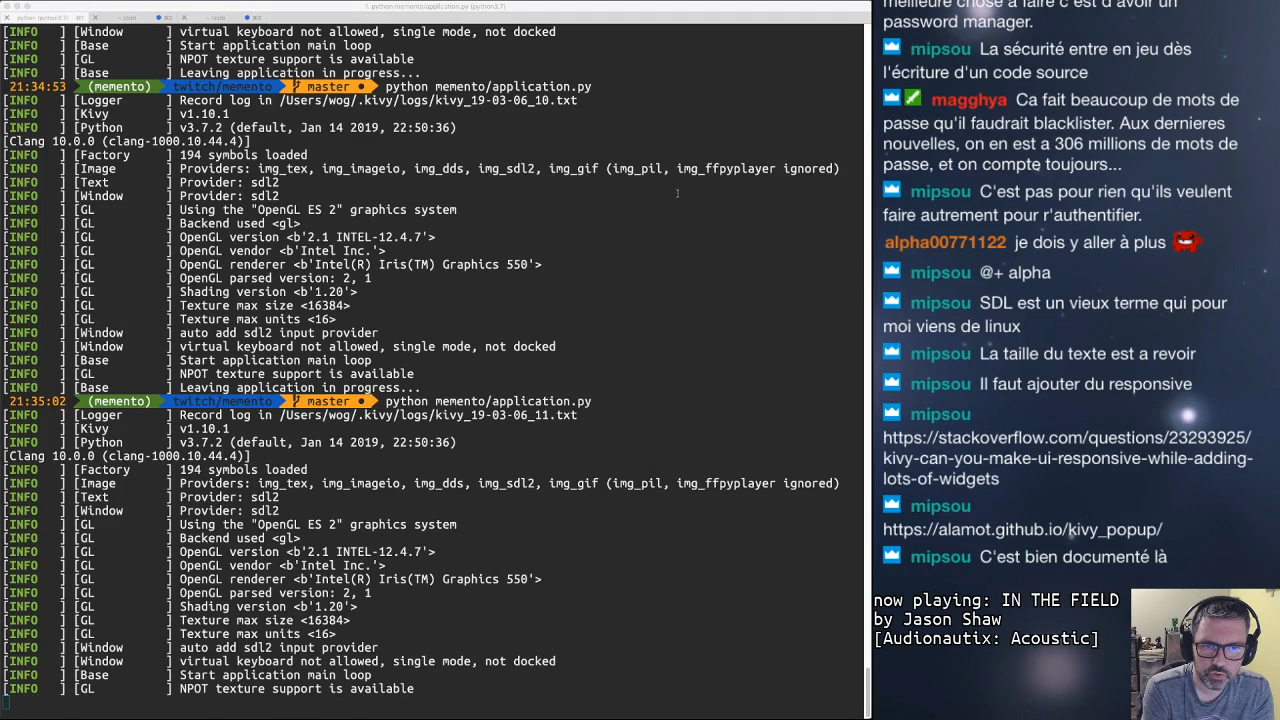 7. python memento/application.py (python3.7)
[INFO   ] [Window      ] virtual keyboard not allowed, single mode, not docked
[INFO   ] [Base        ] Start application main loop
[INFO   ] [GL          ] NPOT texture support is available
[INFO   ] [Base        ] Leaving application in progress...
21:34:53 (memento) twitch/memento master ● python memento/application.py
[INFO   ] [Logger      ] Record log in /Users/wog/.kivy/logs/kivy_19-03-06_10.txt
[INFO   ] [Kivy        ] v1.10.1
[INFO   ] [Python      ] v3.7.2 (default, Jan 14 2019, 22:50:36)
[Clang 10.0.0 (clang-1000.10.44.4)]
[INFO   ] [Factory     ] 194 symbols loaded
[INFO   ] [Image       ] Providers: img_tex, img_imageio, img_dds, img_sdl2, img_gif (img_pil, img_ffpyplayer ignored)
[INFO   ] [Text        ] Provider: sdl2
[INFO   ] [Window      ] Provider: sdl2
[INFO   ] [GL          ] Using the "OpenGL ES 2" graphics system
[INFO   ] [GL          ] Backend used <gl>
[INFO   ] [GL          ] OpenGL version <b'2.1 INTEL-12.4.7'>
[INFO   ] [GL          ] OpenGL vendor <b'Intel Inc.'>
[INFO   ] [GL          ] OpenGL renderer <b'Intel(R) Iris(TM) Graphics 550'>
[INFO   ] [GL          ] OpenGL parsed version: 2, 1
[INFO   ] [GL          ] Shading version <b'1.20'>
[INFO   ] [GL          ] Texture max size <16384>
[INFO   ] [GL          ] Texture max units <16>
[INFO   ] [Window      ] auto add sdl2 input provider
[INFO   ] [Window      ] virtual keyboard not allowed, single mode, not docked
[INFO   ] [Base        ] Start application main loop
[INFO   ] [GL          ] NPOT texture support is available
[INFO   ] [Base        ] Leaving application in progress...
21:35:02 (memento) twitch/memento master ● python memento/application.py
[INFO   ] [Logger      ] Record log in /Users/wog/.kivy/logs/kivy_19-03-06_11.txt
[INFO   ] [Kivy        ] v1.10.1
[INFO   ] [Python      ] v3.7.2 (default, Jan 14 2019, 22:50:36)
[Clang 10.0.0 (clang-1000.10.44.4)]
[INFO   ] [Factory     ] 194 symbols loaded
[INFO   ] [Image       ] Providers: img_tex, img_imageio, img_dds, img_sdl2, img_gif (img_pil, img_ffpyplayer ignored)
[INFO   ] [Text        ] Provider: sdl2
[INFO   ] [Window      ] Provider: sdl2
[INFO   ] [GL          ] Using the "OpenGL ES 2" graphics system
[INFO   ] [GL          ] Backend used <gl>
[INFO   ] [GL          ] OpenGL version <b'2.1 INTEL-12.4.7'>
[INFO   ] [GL          ] OpenGL vendor <b'Intel Inc.'>
[INFO   ] [GL          ] OpenGL renderer <b'Intel(R) Iris(TM) Graphics 550'>
[INFO   ] [GL          ] OpenGL parsed version: 2, 1
[INFO   ] [GL          ] Shading version <b'1.20'>
[INFO   ] [GL          ] Texture max size <16384>
[INFO   ] [GL          ] Texture max units <16>
[INFO   ] [Window      ] auto add sdl2 input provider
[INFO   ] [Window      ] virtual keyboard not allowed, single mode, not docked
[INFO   ] [Base        ] Start application main loop
[INFO   ] [GL          ] NPOT texture support is available
meilleure chose à faire c'est d'avoir un
password manager.
mipsou La sécurité entre en jeu dès
l'écriture d'un code source
magghya Ca fait beaucoup de mots de
passe qu'il faudrait blacklister. Aux dernieres
nouvelles, on en est a 306 millions de mots de
passe, et on compte toujours...
mipsou C'est pas pour rien qu'ils veulent
faire autrement pour r'authentifier.
alpha00771122 je dois y aller à plus
mipsou @+ alpha
mipsou SDL est un vieux terme qui pour
moi viens de linux
mipsou La taille du texte est a revoir
mipsou Il faut ajouter du responsive
mipsou
https://stackoverflow.com/questions/23293925/
kivy-can-you-make-ui-responsive-while-adding-
lots-of-widgets
mipsou
https://alamot.github.io/kivy_popup/
mipsou C'est bien documenté là
now playing: IN THE FIELD
by Jason Shaw
[Audionautix: Acoustic]